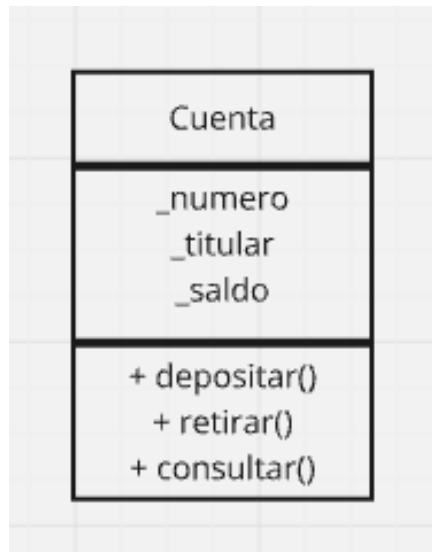 Cuenta
_numero
_titular
_saldo
+ depositar()
+ retirar()
+ consultar()